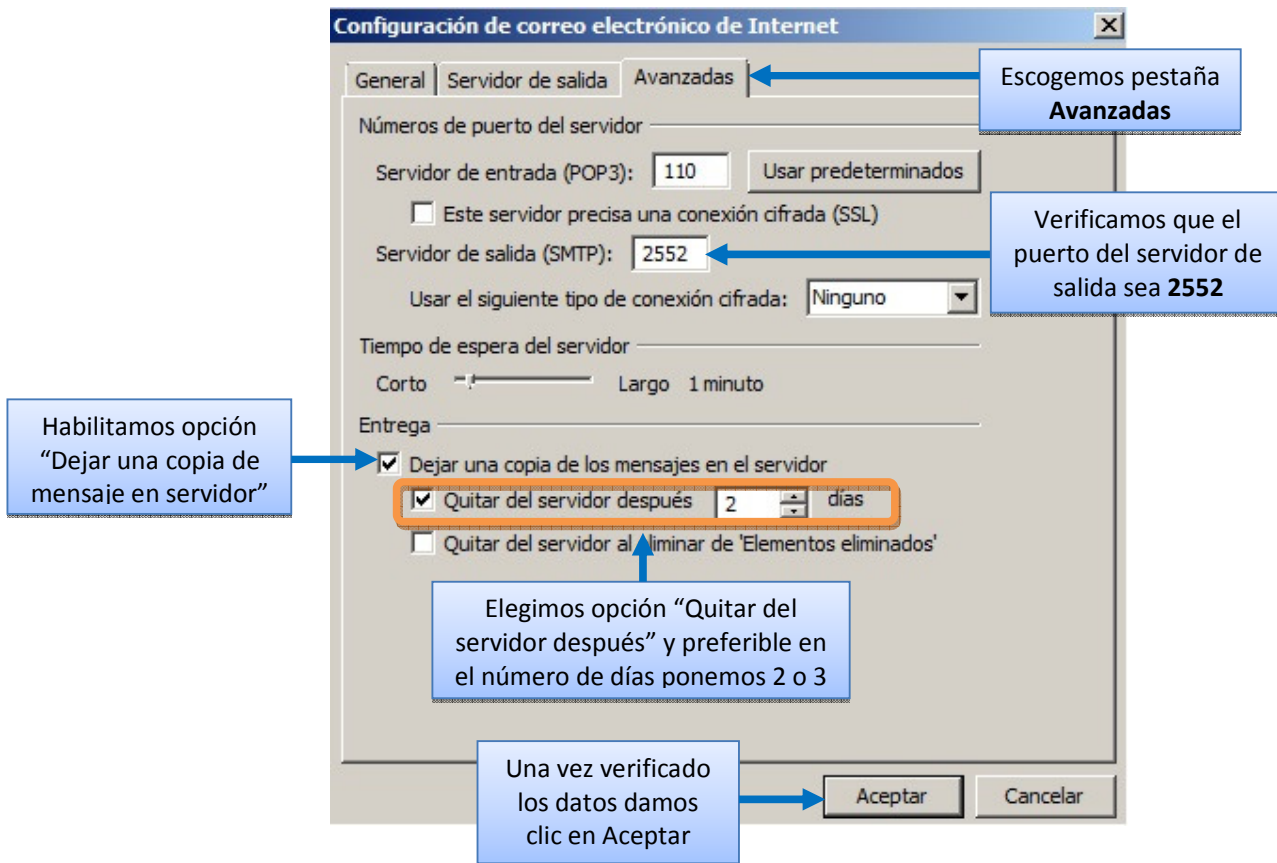 Configuración de correo electrónico de Internet
General
Servidor de salida
Avanzadas
Escogemos pestaña
Avanzadas
Números de puerto del servidor
Servidor de entrada (POP3):
110
Usar predeterminados
Este servidor precisa una conexión cifrada (SSL)
Servidor de salida (SMTP):
2552
Verificamos que el
puerto del servidor de
salida sea 2552
Usar el siguiente tipo de conexión cifrada:
Ninguno
Tiempo de espera del servidor
Corto
Largo
1 minuto
Habilitamos opción
“Dejar una copia de
mensaje en servidor”
Entrega
Dejar una copia de los mensajes en el servidor
Quitar del servidor después
2
días
Quitar del servidor al eliminar de 'Elementos eliminados'
Elegimos opción “Quitar del
servidor después” y preferible en
el número de días ponemos 2 o 3
Una vez verificado
los datos damos
clic en Aceptar
Aceptar
Cancelar